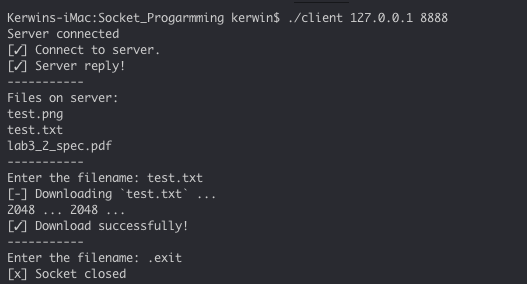 Kerwins-iMac:Socket_Progarmming kerwin$ ./client 127.0.0.1 8888
Server connected
[✓] Connect to server.
[✓] Server reply!
-----------
Files on server:
test.png
test.txt
lab3_2_spec.pdf
-----------
Enter the filename: test.txt
[-] Downloading `test.txt` ...
2048 ... 2048 ...
[✓] Download successfully!
-----------
Enter the filename: .exit
[x] Socket closed